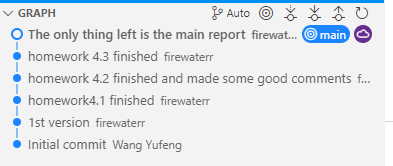 GRAPH Auto
The only thing left is the main report firewat... main
homework 4.3 finished firewaterr
homework 4.2 finished and made some good comments f...
homework4.1 finished firewaterr
1st version firewaterr
Initial commit Wang Yufeng